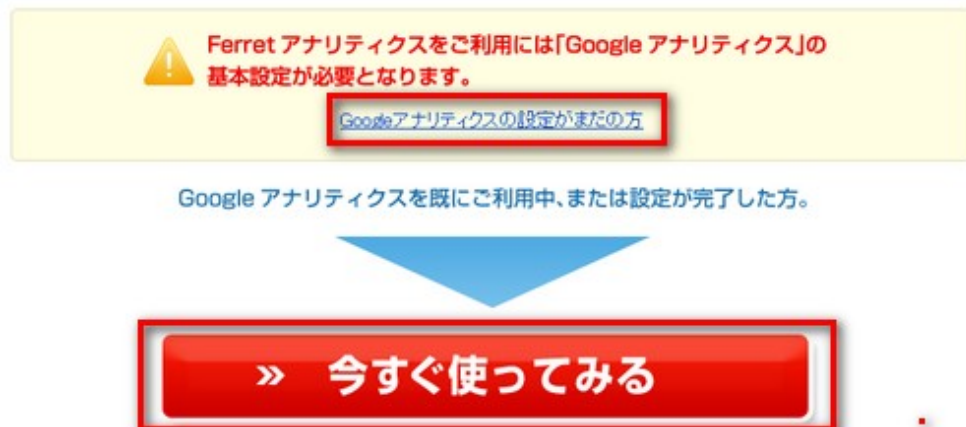 Ferret アナリティクスをご利用には「Google アナリティクス」の
基本設定が必要となります。
Googleアナリティクスの設定がまだの方
Google アナリティクスを既にご利用中、または設定が完了した方。
» 今すぐ使ってみる